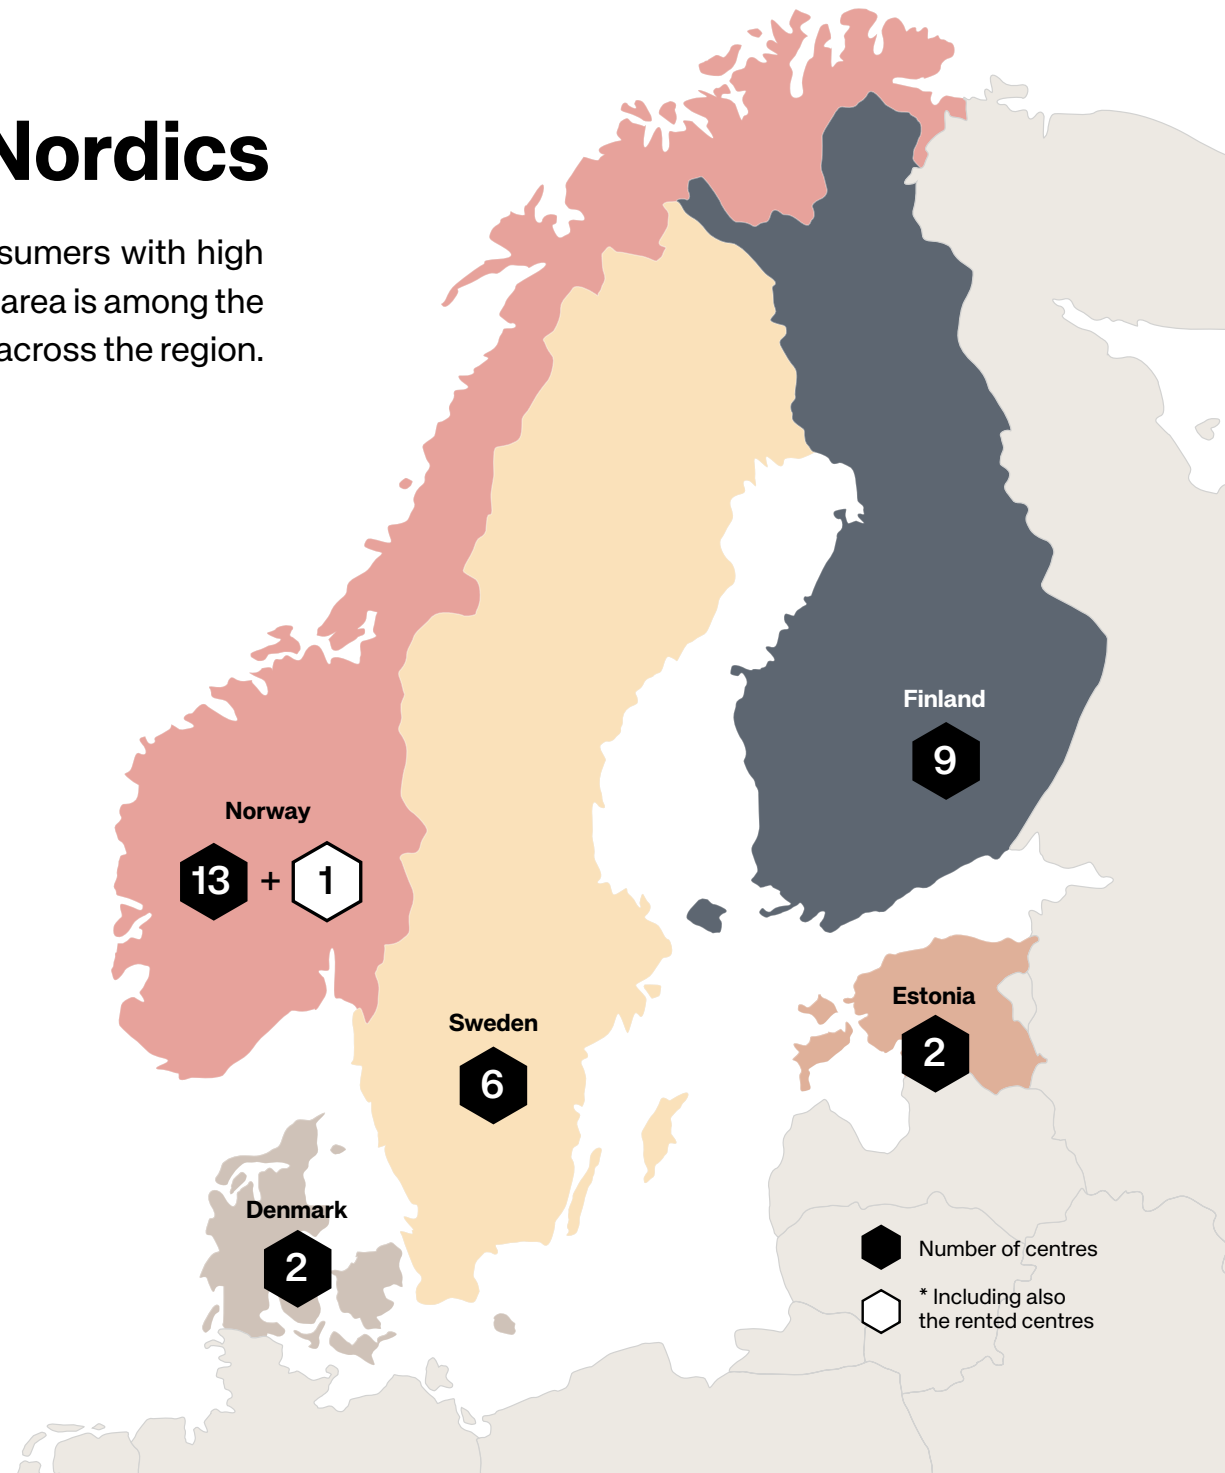 Nordics
sumers with high
area is among the
across the region.
Finland
9
Norway
13 + 1
Estonia
2
Sweden
6
Denmark
2
Number of centres
* Including also
the rented centres